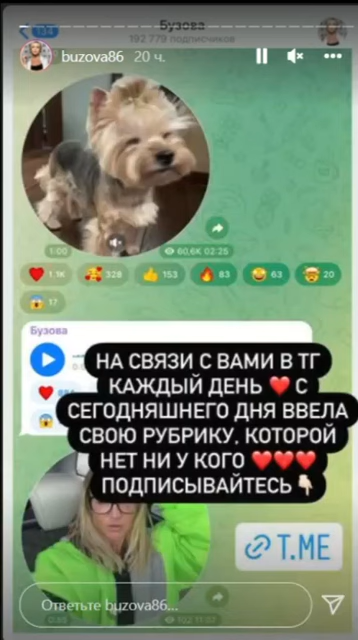 134
Бузова
192 779 подписчиков
buzova86 20 ч.
1:00
60,6K 02:25
1.1K 328 153 83 63 20
17
Бузова
НА СВЯЗИ С ВАМИ В ТГ
КАЖДЫЙ ДЕНЬ ❤️ С
СЕГОДНЯШНЕГО ДНЯ ВВЕЛА
СВОЮ РУБРИКУ, КОТОРОЙ
НЕТ НИ У КОГО ❤️❤️❤️
ПОДПИСЫВАЙТЕСЬ👇🏻
T.ME
Ответьте buzova86...